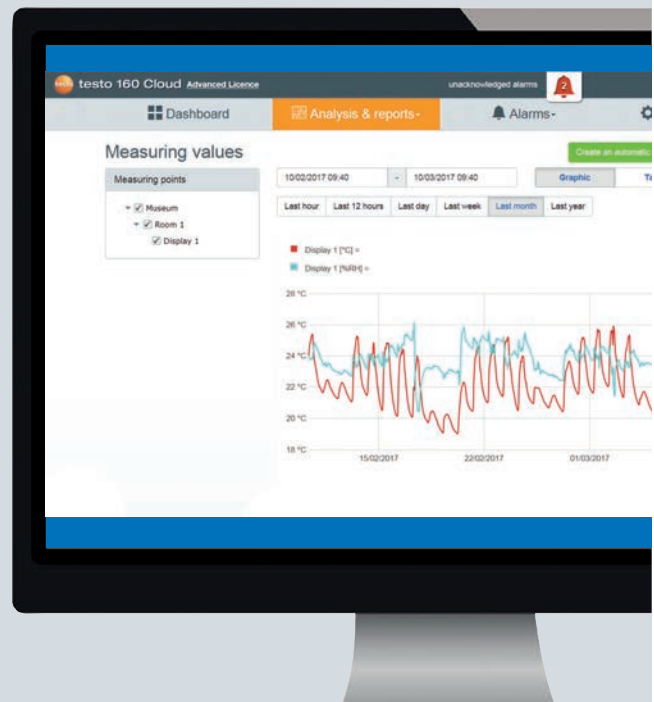 testo testo 160 Cloud Advanced Licence unacknowledged alarms 2
Dashboard Analysis & reports Alarms
Measuring values
Create an automatic
Measuring points
10/02/2017 09:40 - 10/03/2017 09:40 Graphic
Last hour Last 12 hours Last day Last week Last month Last year
Museum
Room 1
Display 1
Display 1 [°C] =
Display 1 [%RH] =
28 °C
26 °C
24 °C
22 °C
20 °C
18 °C
15/02/2017 22/02/2017 01/03/2017